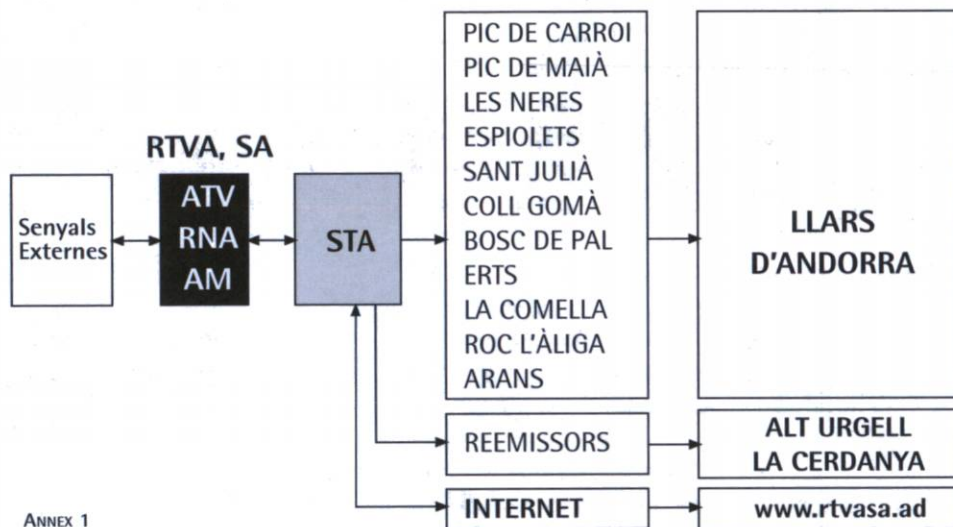 Senyals
Externes
RTVA, SA
ATV
RNA
AM
STA
PIC DE CARROI
PIC DE MAIÀ
LES NERES
ESPIOLETS
SANT JULIÀ
COLL GOMÀ
BOSC DE PAL
ERTS
LA COMELLA
ROC L'ÀLIGA
ARANS
LLARS
D'ANDORRA
REEMISSORS
ALT URGELL
LA CERDANYA
INTERNET
www.rtvasa.ad
ANNEX 1